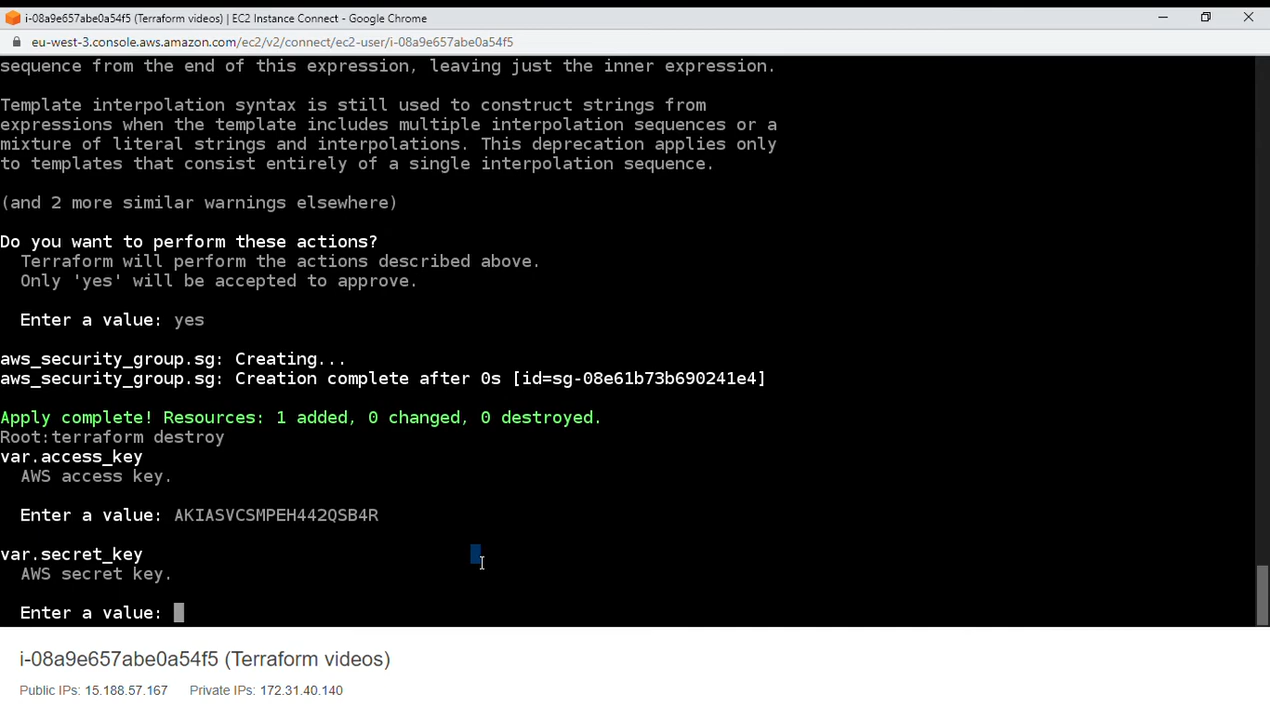 i-08a9e657abe0a54f5 (Terraform videos) | EC2 Instance Connect - Google Chrome
eu-west-3.console.aws.amazon.com/ec2/v2/connect/ec2-user/i-08a9e657abe0a54f5
sequence from the end of this expression, leaving just the inner expression.
Template interpolation syntax is still used to construct strings from
expressions when the template includes multiple interpolation sequences or a
mixture of literal strings and interpolations. This deprecation applies only
to templates that consist entirely of a single interpolation sequence.
(and 2 more similar warnings elsewhere)
Do you want to perform these actions?
Terraform will perform the actions described above.
Only 'yes' will be accepted to approve.
Enter a value: yes
aws_security_group.sg: Creating...
aws_security_group.sg: Creation complete after 0s [id=sg-08e61b73b690241e4]
Apply complete! Resources: 1 added, 0 changed, 0 destroyed.
Root:terraform destroy
var.access_key
AWS access key.
Enter a value: AKIASVCSMPEH442QSB4R
var.secret_key
AWS secret key.
Enter a value:
i-08a9e657abe0a54f5 (Terraform videos)
Public IPs: 15.188.57.167 Private IPs: 172.31.40.140